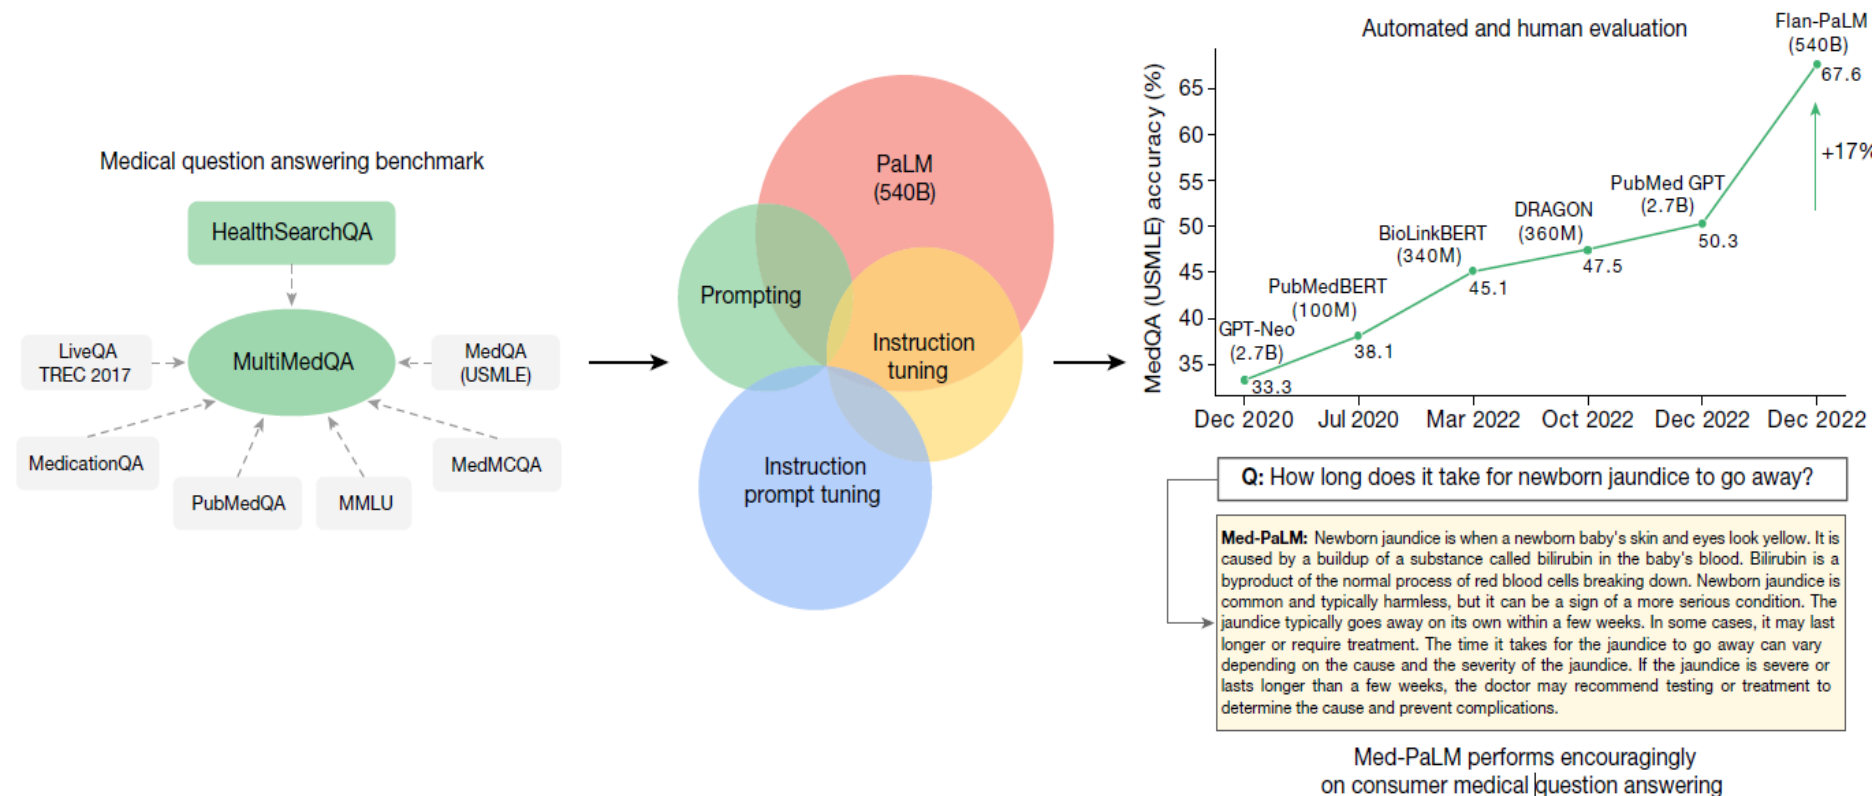 Medical question answering benchmark
HealthSearchQA
LiveQA
TREC 2017
MultiMedQA
MedQA
(USMLE)
MedicationQA
PubMedQA
MMLU
MedMCQA
PaLM
(540B)
Prompting
Instruction
tuning
Instruction
prompt tuning
Automated and human evaluation
MedQA (USMLE) accuracy (%)
65
60
55
50
45
40
35
GPT-Neo
(2.7B)
33.3
PubMedBERT
(100M)
38.1
BioLinkBERT
(340M)
45.1
DRAGON
(360M)
47.5
PubMed GPT
(2.7B)
50.3
Flan-PaLM
(540B)
67.6
+17%
Dec 2020 Jul 2020 Mar 2022 Oct 2022 Dec 2022 Dec 2022
Q: How long does it take for newborn jaundice to go away?
Med-PaLM: Newborn jaundice is when a newborn baby's skin and eyes look yellow. It is
caused by a buildup of a substance called bilirubin in the baby's blood. Bilirubin is a
byproduct of the normal process of red blood cells breaking down. Newborn jaundice is
common and typically harmless, but it can be a sign of a more serious condition. The
jaundice typically goes away on its own within a few weeks. In some cases, it may last
longer or require treatment. The time it takes for the jaundice to go away can vary
depending on the cause and the severity of the jaundice. If the jaundice is severe or
lasts longer than a few weeks, the doctor may recommend testing or treatment to
determine the cause and prevent complications.
Med-PaLM performs encouragingly
on consumer medical question answering